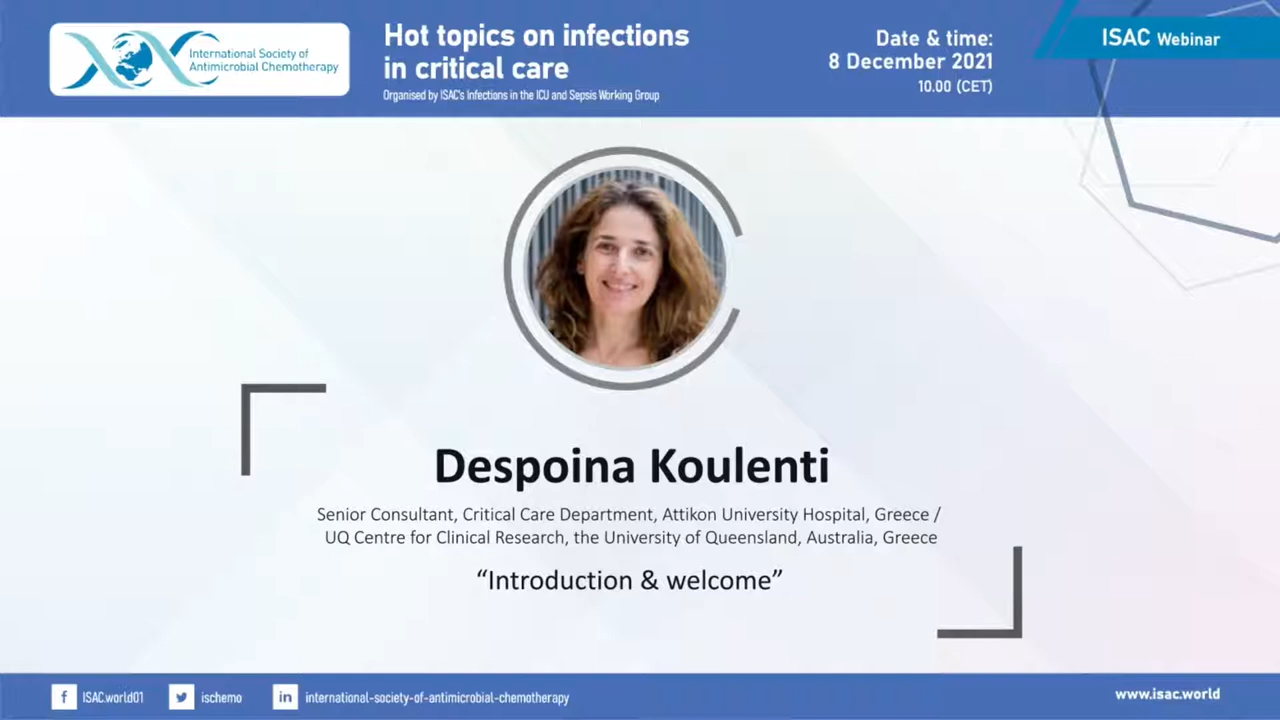 International Society of
Antimicrobial Chemotherapy
Hot topics on infections
in critical care
Organised by ISAC's Infections in the ICU and Sepsis Working Group
Date & time:
8 December 2021
10.00 (CET)
ISAC Webinar
Despoina Koulenti
Senior Consultant, Critical Care Department, Attikon University Hospital, Greece /
UQ Centre for Clinical Research, the University of Queensland, Australia, Greece
“Introduction & welcome”
f ISAC.world01
ischemo
in international-society-of-antimicrobial-chemotherapy
www.isac.world